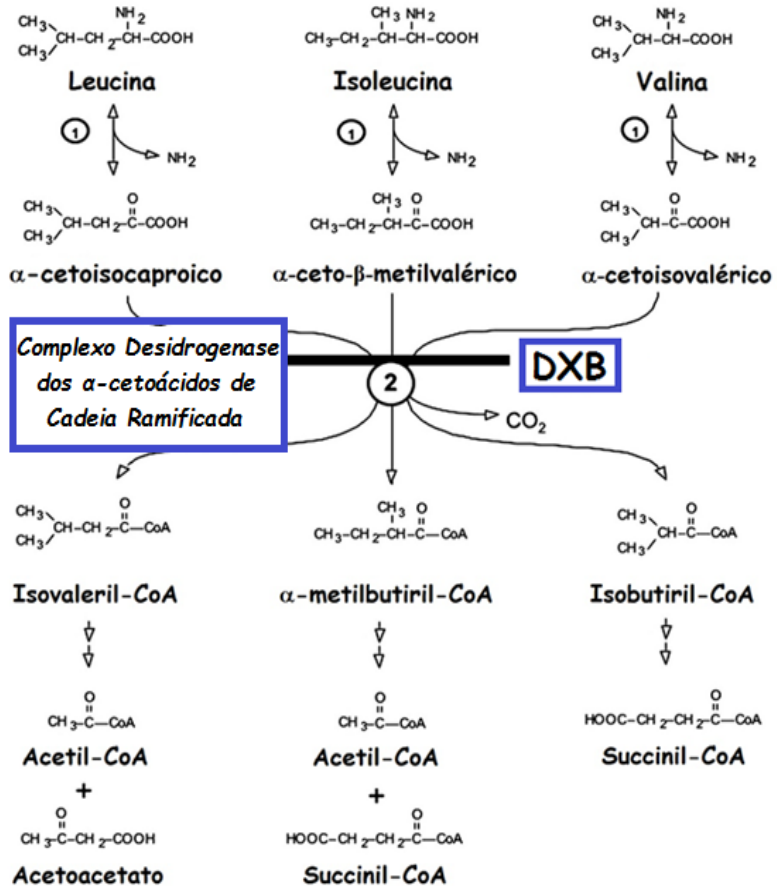 CH3 NH2 CH3 NH2 CH3 NH2
CH-CH2-CH-COOH CH3-CH2-CH-CH-COOH CH-CH-COOH
CH3 CH3
Leucina Isoleucina Valina
1 NH2 1 NH2 1 NH2
CH3 O CH3 O CH3 O
CH-CH2-C-COOH CH3-CH2-CH-C-COOH CH-C-COOH
CH3 CH3
α-cetoisocaproico α-ceto-β-metilvalérico α-cetoisovalérico
Complexo Desidrogenase
dos α-cetoácidos de
Cadeia Ramificada
2
DXB
CO2
CH3 O CH3 O CH3 O
CH-CH2-C-CoA CH3-CH2-CH-C-CoA CH-C-CoA
CH3 CH3
Isovaleril-CoA α-metilbutiril-CoA Isobutiril-CoA
O O O
CH3-C-CoA CH3-C-CoA HOOC-CH2-CH2-C-CoA
Acetil-CoA Acetil-CoA Succinil-CoA
+ +
O O
CH3-C-CH2-COOH HOOC-CH2-CH2-C-CoA
Acetoacetato Succinil-CoA